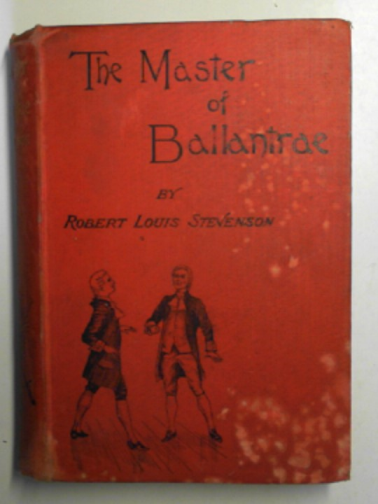 The Master
of
Ballantrae
BY
ROBERT LOUIS STEVENSON